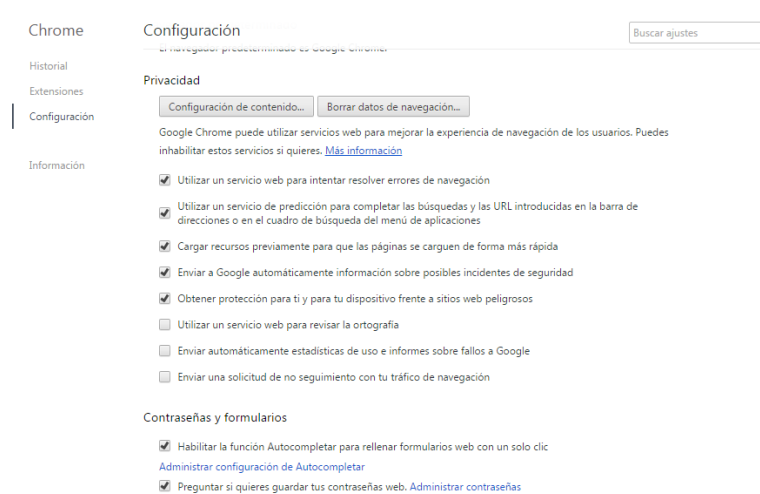 Chrome
Configuración
Buscar ajustes
El navegador predeterminado es Google Chrome.
Historial
Extensiones
Configuración
Información
Privacidad
Configuración de contenido... Borrar datos de navegación...
Google Chrome puede utilizar servicios web para mejorar la experiencia de navegación de los usuarios. Puedes
inhabilitar estos servicios si quieres. Más información
Utilizar un servicio web para intentar resolver errores de navegación
Utilizar un servicio de predicción para completar las búsquedas y las URL introducidas en la barra de
direcciones o en el cuadro de búsqueda del menú de aplicaciones
Cargar recursos previamente para que las páginas se carguen de forma más rápida
Enviar a Google automáticamente información sobre posibles incidentes de seguridad
Obtener protección para ti y para tu dispositivo frente a sitios web peligrosos
Utilizar un servicio web para revisar la ortografía
Enviar automáticamente estadísticas de uso e informes sobre fallos a Google
Enviar una solicitud de no seguimiento con tu tráfico de navegación
Contraseñas y formularios
Habilitar la función Autocompletar para rellenar formularios web con un solo clic
Administrar configuración de Autocompletar
Preguntar si quieres guardar tus contraseñas web. Administrar contraseñas